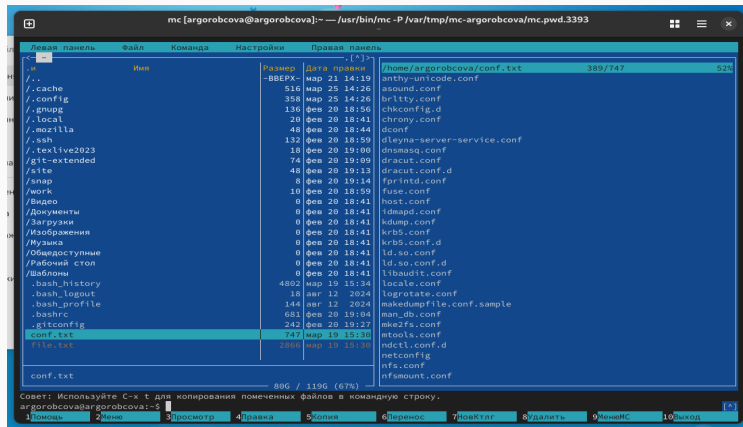 mc [argorobcova@argorobcova]:~ — /usr/bin/mc -P /var/tmp/mc-argorobcova/mc.pwd.3393
Левая панель Файл Команда Настройки Правая панель
<— ~ .[^]>
.и Имя Размер Дата правки
/.. -ВВЕРХ- мар 21 14:19
/.cache 516 мар 25 14:26
/.config 358 мар 25 14:26
/.gnupg 136 фев 20 18:56
/.local 20 фев 20 18:41
/.mozilla 48 фев 20 18:44
/.ssh 132 фев 20 18:59
/.texlive2023 18 фев 20 19:00
/git-extended 74 фев 20 19:09
/site 48 фев 20 19:13
/snap 8 фев 20 19:14
/work 10 фев 20 18:59
/Видео 0 фев 20 18:41
/Документы 0 фев 20 18:41
/Загрузки 0 фев 20 18:41
/Изображения 0 фев 20 18:41
/Музыка 0 фев 20 18:41
/Общедоступные 0 фев 20 18:41
/Рабочий стол 0 фев 20 18:41
/Шаблоны 0 фев 20 18:41
.bash_history 4802 мар 19 15:34
.bash_logout 18 авг 12 2024
.bash_profile 144 авг 12 2024
.bashrc 681 фев 20 19:04
.gitconfig 242 фев 20 19:27
conf.txt 747 мар 19 15:30
file.txt 2866 мар 19 15:30
conf.txt
80G / 119G (67%)
/home/argorobcova/conf.txt 389/747 52%
anthy-unicode.conf
asound.conf
brltty.conf
chkconfig.d
chrony.conf
dconf
dleyna-server-service.conf
dnsmasq.conf
dracut.conf
dracut.conf.d
fprintd.conf
fuse.conf
host.conf
idmapd.conf
kdump.conf
krb5.conf
krb5.conf.d
ld.so.conf
ld.so.conf.d
libaudit.conf
locale.conf
logrotate.conf
makedumpfile.conf.sample
man_db.conf
mke2fs.conf
mtools.conf
ndctl.conf.d
netconfig
nfs.conf
nfsmount.conf
Совет: Используйте C-x t для копирования помеченных файлов в командную строку.
argorobcova@argorobcova:~$ [^]
1Помощь 2Меню 3Просмотр 4Правка 5Копия 6Перенос 7НовКтлг 8Удалить 9МенюMC 10Выход